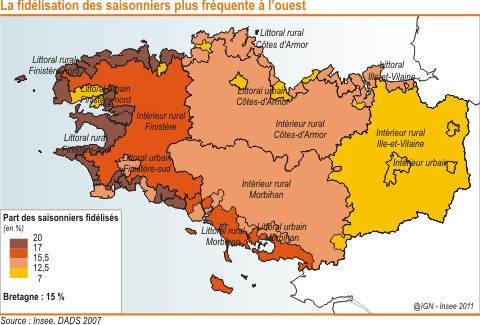 La fidélisation des saisonniers plus fréquente à l'ouest
Littoral rural
Côtes d'Armor
Littoral rural
Finistère-nord
Littoral
Ille-et-Vilaine
Littoral urbain
Finistère-nord
Littoral urbain
Côtes-d'Armor
Intérieur rural
Finistère
Intérieur rural
Côtes-d'Armor
Intérieur rural
Ille-et-Vilaine
Littoral rural
Finistère-sud
Littoral urbain
Finistère-sud
Intérieur urbain
Intérieur rural
Morbihan
Littoral rural
Morbihan
Littoral urbain
Morbihan
Part des saisonniers fidélisés
(en %)
20
17
15,5
12,5
7
Bretagne : 15 %
@IGN - Insee 2011
Source : Insee, DADS 2007